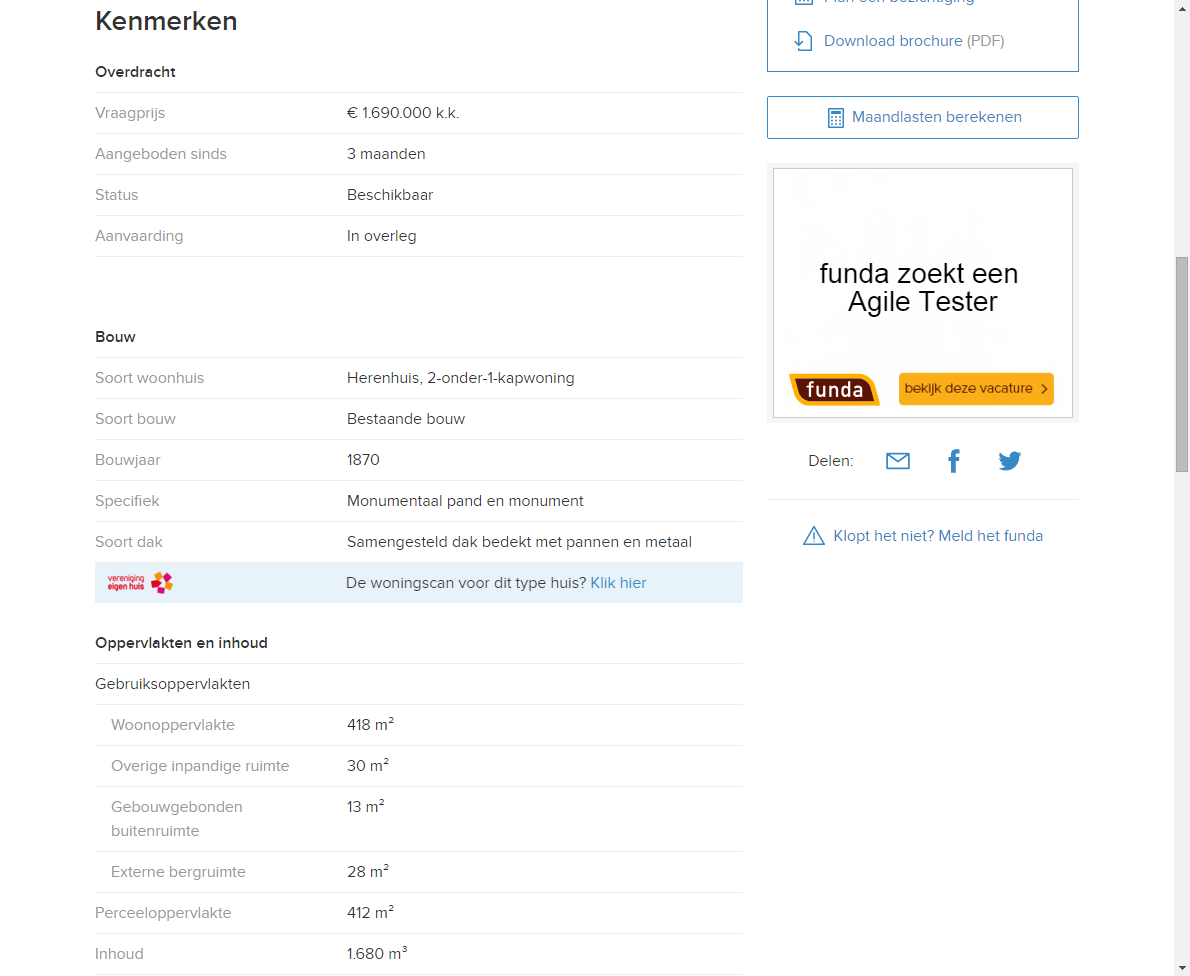 Kenmerken
Overdracht
Vraagprijs € 1.690.000 k.k.
Aangeboden sinds 3 maanden
Status Beschikbaar
Aanvaarding In overleg
Bouw
Soort woonhuis Herenhuis, 2-onder-1-kapwoning
Soort bouw Bestaande bouw
Bouwjaar 1870
Specifiek Monumentaal pand en monument
Soort dak Samengesteld dak bedekt met pannen en metaal
vereniging
eigen huis
De woningscan voor dit type huis? Klik hier
Oppervlakten en inhoud
Gebruiksoppervlakten
Woonoppervlakte 418 m²
Overige inpandige ruimte 30 m²
Gebouwgebonden 13 m²
buitenruimte
Externe bergruimte 28 m²
Perceeloppervlakte 412 m²
Inhoud 1.680 m³
Plan een bezichtiging
Download brochure (PDF)
Maandlasten berekenen
funda zoekt een
Agile Tester
funda
bekijk deze vacature
Delen:
Klopt het niet? Meld het funda